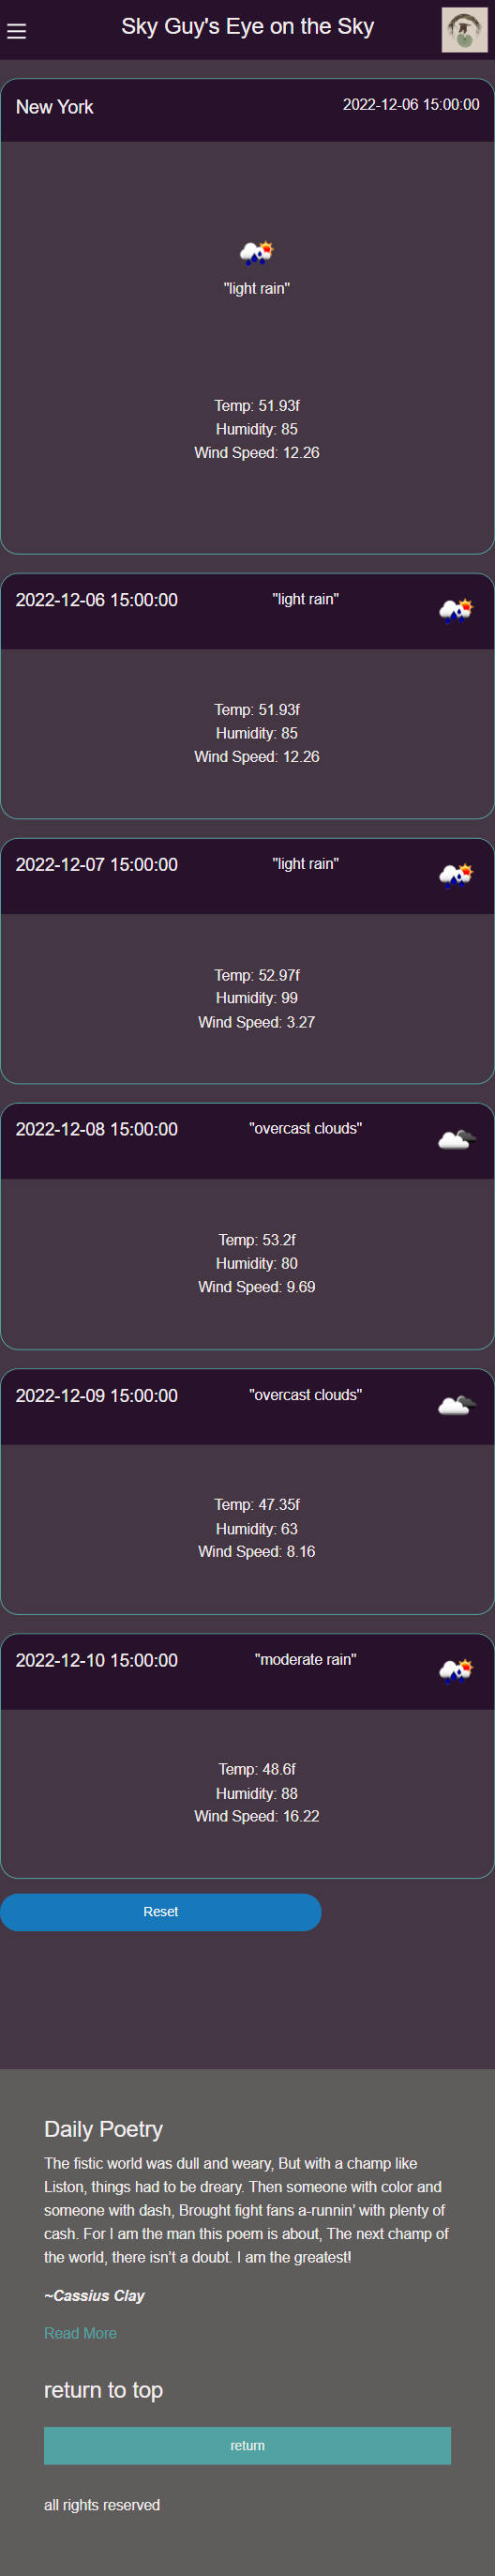 Sky Guy's Eye on the Sky
New York
2022-12-06 15:00:00
"light rain"
Temp: 51.93f
Humidity: 85
Wind Speed: 12.26
2022-12-06 15:00:00
"light rain"
Temp: 51.93f
Humidity: 85
Wind Speed: 12.26
2022-12-07 15:00:00
"light rain"
Temp: 52.97f
Humidity: 99
Wind Speed: 3.27
2022-12-08 15:00:00
"overcast clouds"
Temp: 53.2f
Humidity: 80
Wind Speed: 9.69
2022-12-09 15:00:00
"overcast clouds"
Temp: 47.35f
Humidity: 63
Wind Speed: 8.16
2022-12-10 15:00:00
"moderate rain"
Temp: 48.6f
Humidity: 88
Wind Speed: 16.22
Reset
Daily Poetry
The fistic world was dull and weary, But with a champ like
Liston, things had to be dreary. Then someone with color and
someone with dash, Brought fight fans a-runnin’ with plenty of
cash. For I am the man this poem is about, The next champ of
the world, there isn’t a doubt. I am the greatest!
~Cassius Clay
Read More
return to top
return
all rights reserved